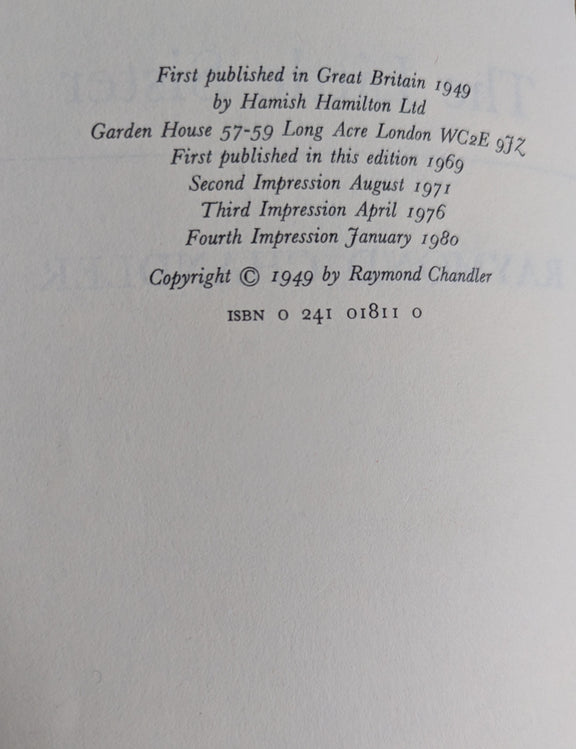 First published in Great Britain 1949
by Hamish Hamilton Ltd
Garden House 57-59 Long Acre London WC2E 9JZ
First published in this edition 1969
Second Impression August 1971
Third Impression April 1976
Fourth Impression January 1980
Copyright © 1949 by Raymond Chandler
ISBN 0 241 01811 0